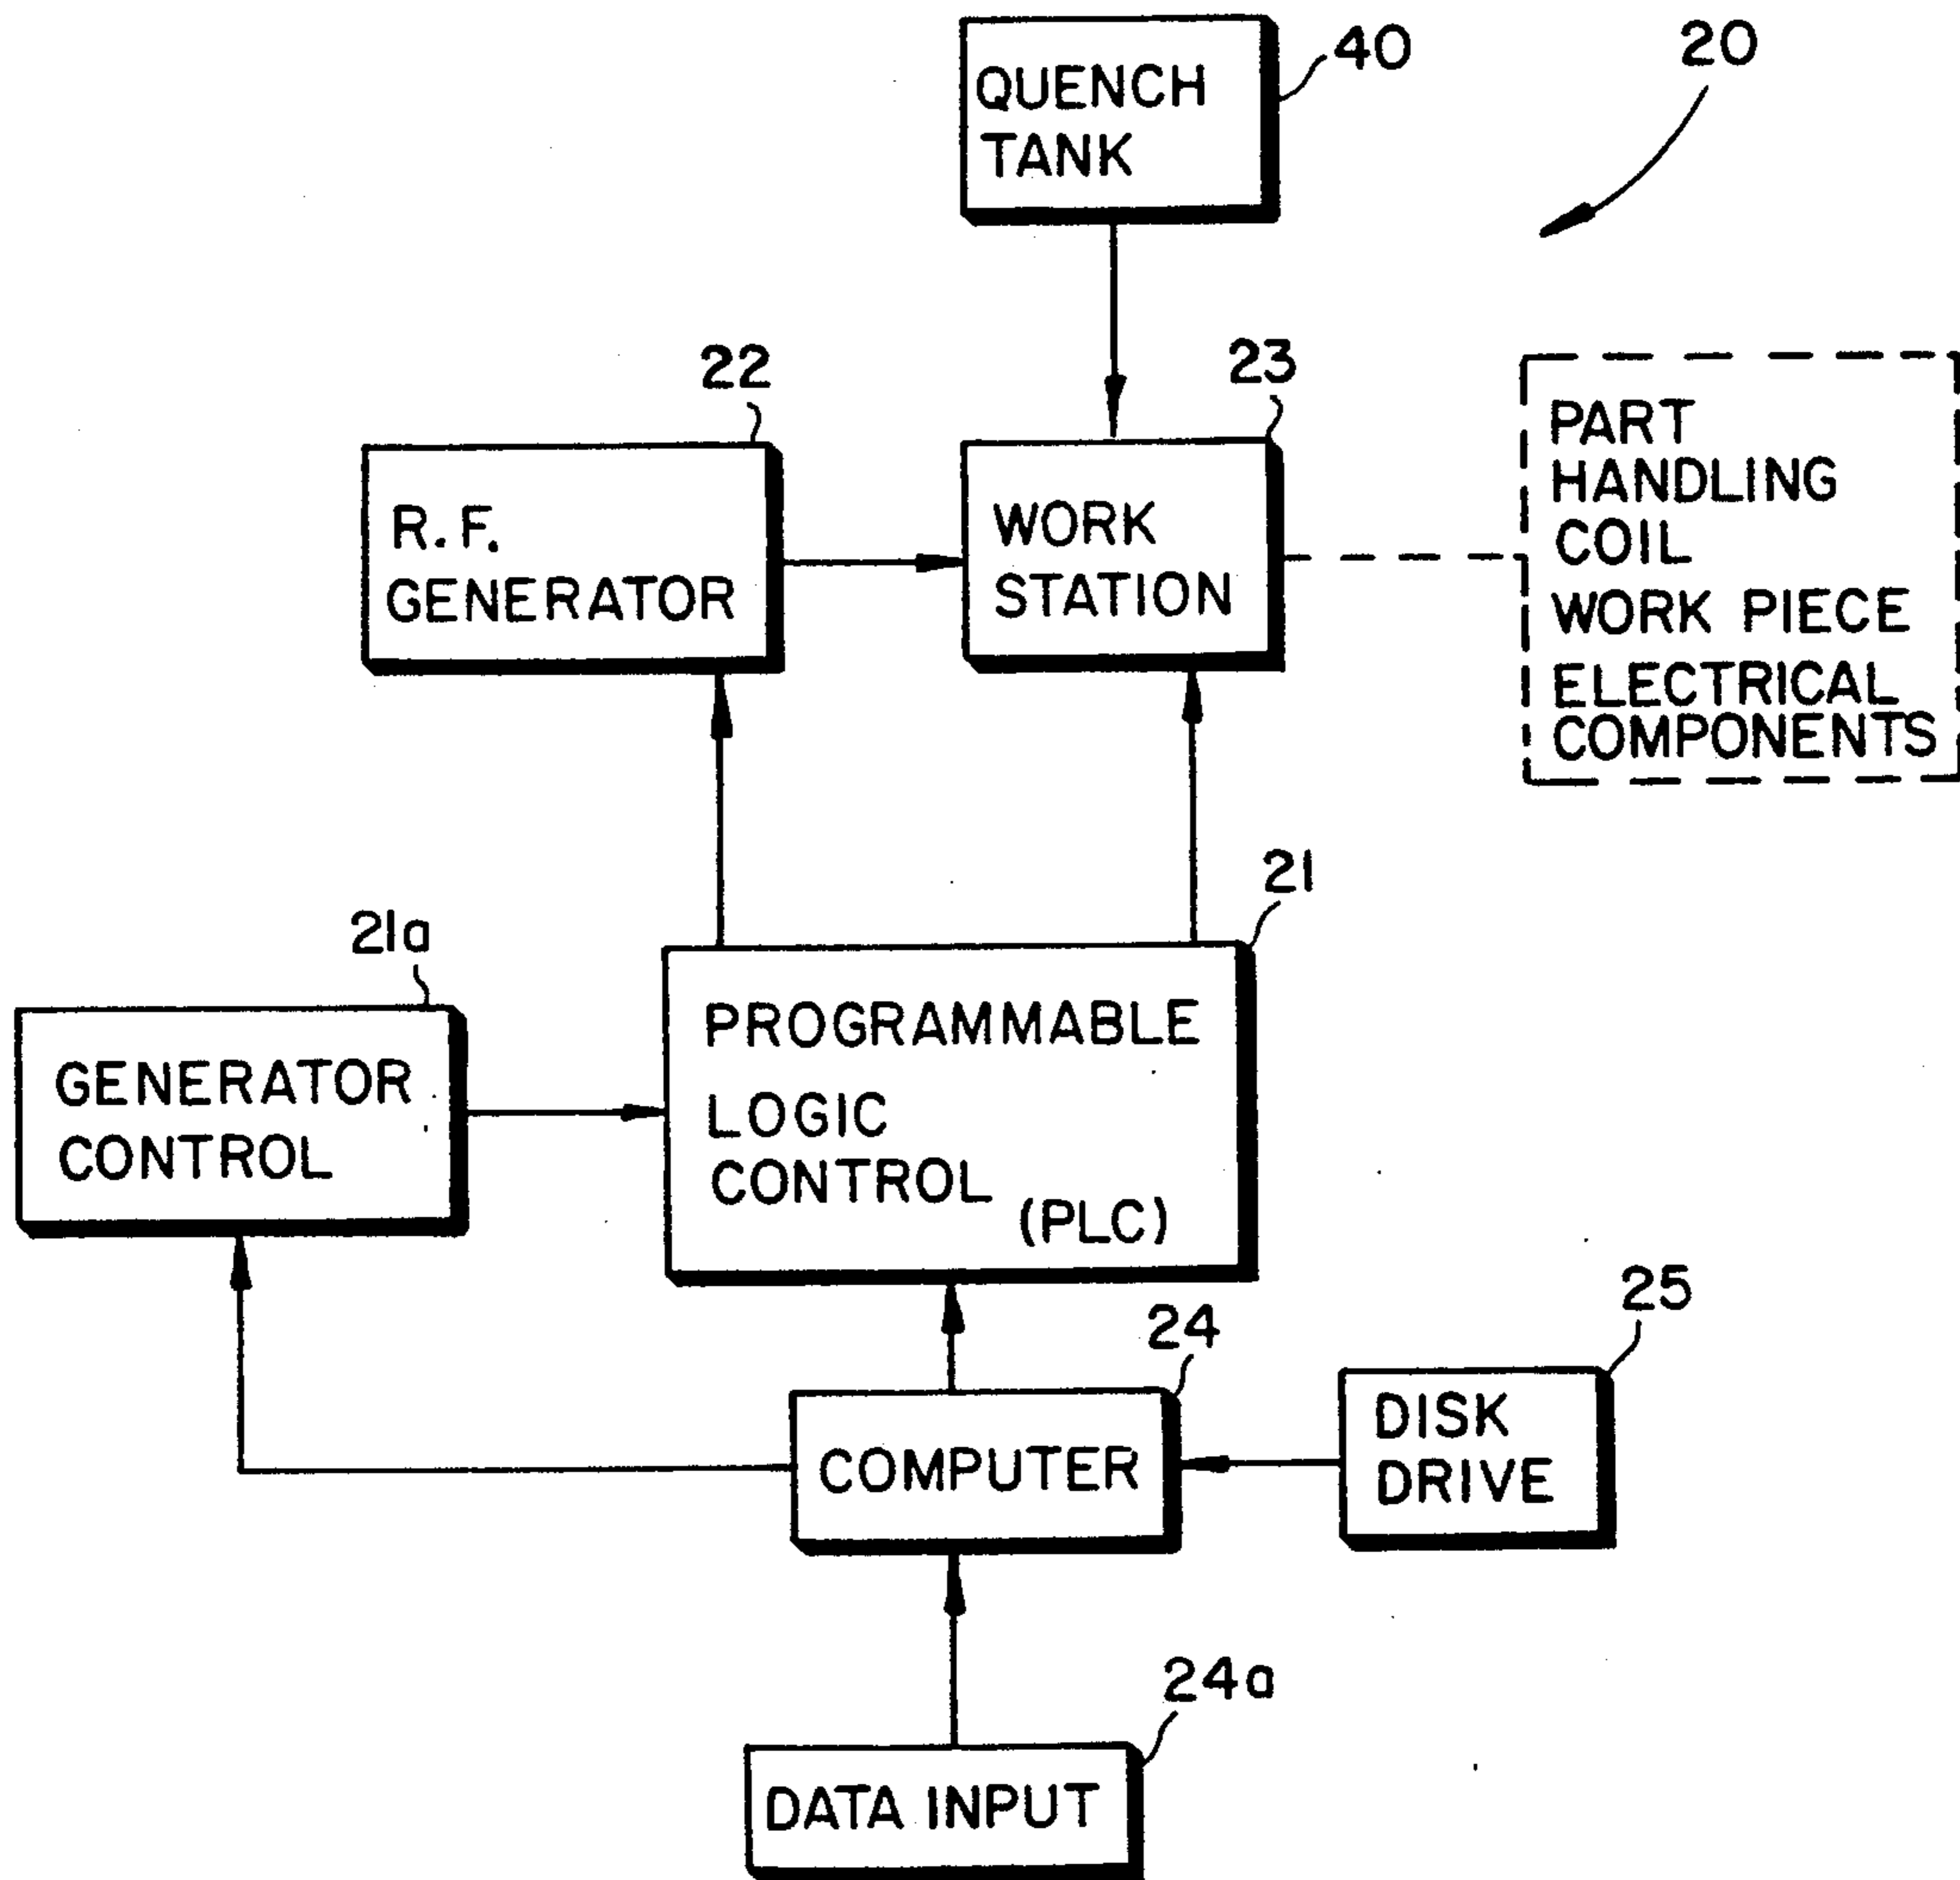 QUENCH
TANK
40
20
22
R.F.
GENERATOR
23
WORK
STATION
PART
HANDLING
COIL
WORK PIECE
ELECTRICAL
COMPONENTS
21a
GENERATOR
CONTROL
21
PROGRAMMABLE
LOGIC
CONTROL (PLC)
24
COMPUTER
25
DISK
DRIVE
24a
DATA INPUT